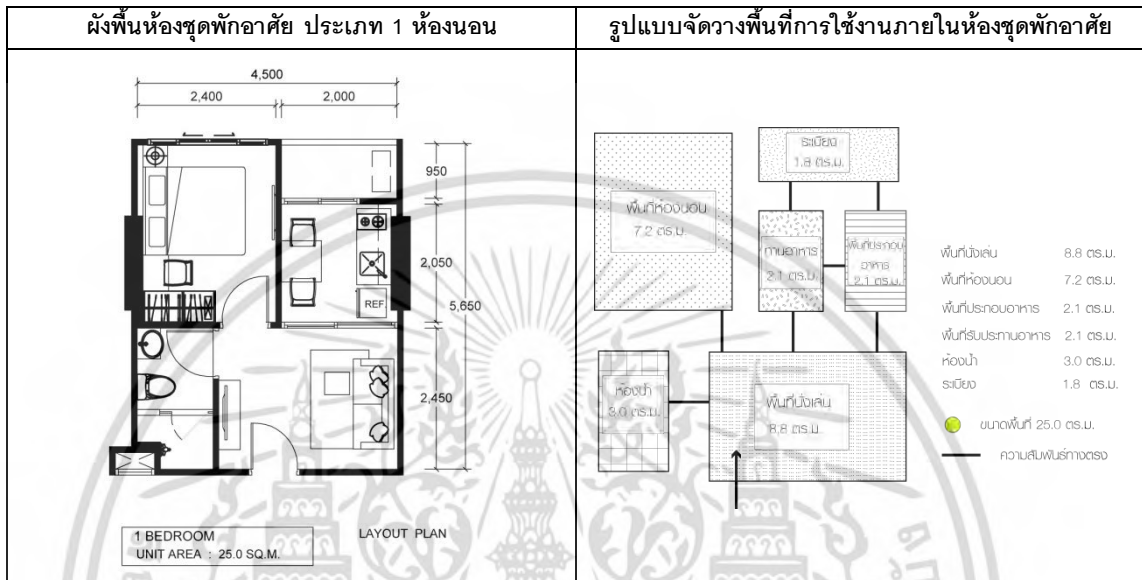 ผังพื้นห้องชุดพักอาศัย ประเภท 1 ห้องนอน
รูปแบบจัดวางพื้นที่การใช้งานภายในห้องชุดพักอาศัย
4,500
2,400 2,000
950
2,050
5,650
2,450
REF.
1 BEDROOM
UNIT AREA : 25.0 SQ.M.
LAYOUT PLAN
ระเบียง
1.8 ตร.ม.
พื้นที่ห้องนอน
7.2 ตร.ม.
ทานอาหาร
2.1 ตร.ม.
พื้นที่ประกอบ
อาหาร
2.1 ตร.ม.
ห้องน้ำ
3.0 ตร.ม.
พื้นที่นั่งเล่น
8.8 ตร.ม.
พื้นที่นั่งเล่น 8.8 ตร.ม.
พื้นที่ห้องนอน 7.2 ตร.ม.
พื้นที่ประกอบอาหาร 2.1 ตร.ม.
พื้นที่รับประทานอาหาร 2.1 ตร.ม.
ห้องน้ำ 3.0 ตร.ม.
ระเบียง 1.8 ตร.ม.
ขนาดพื้นที่ 25.0 ตร.ม.
ความสัมพันธ์ทางตรง